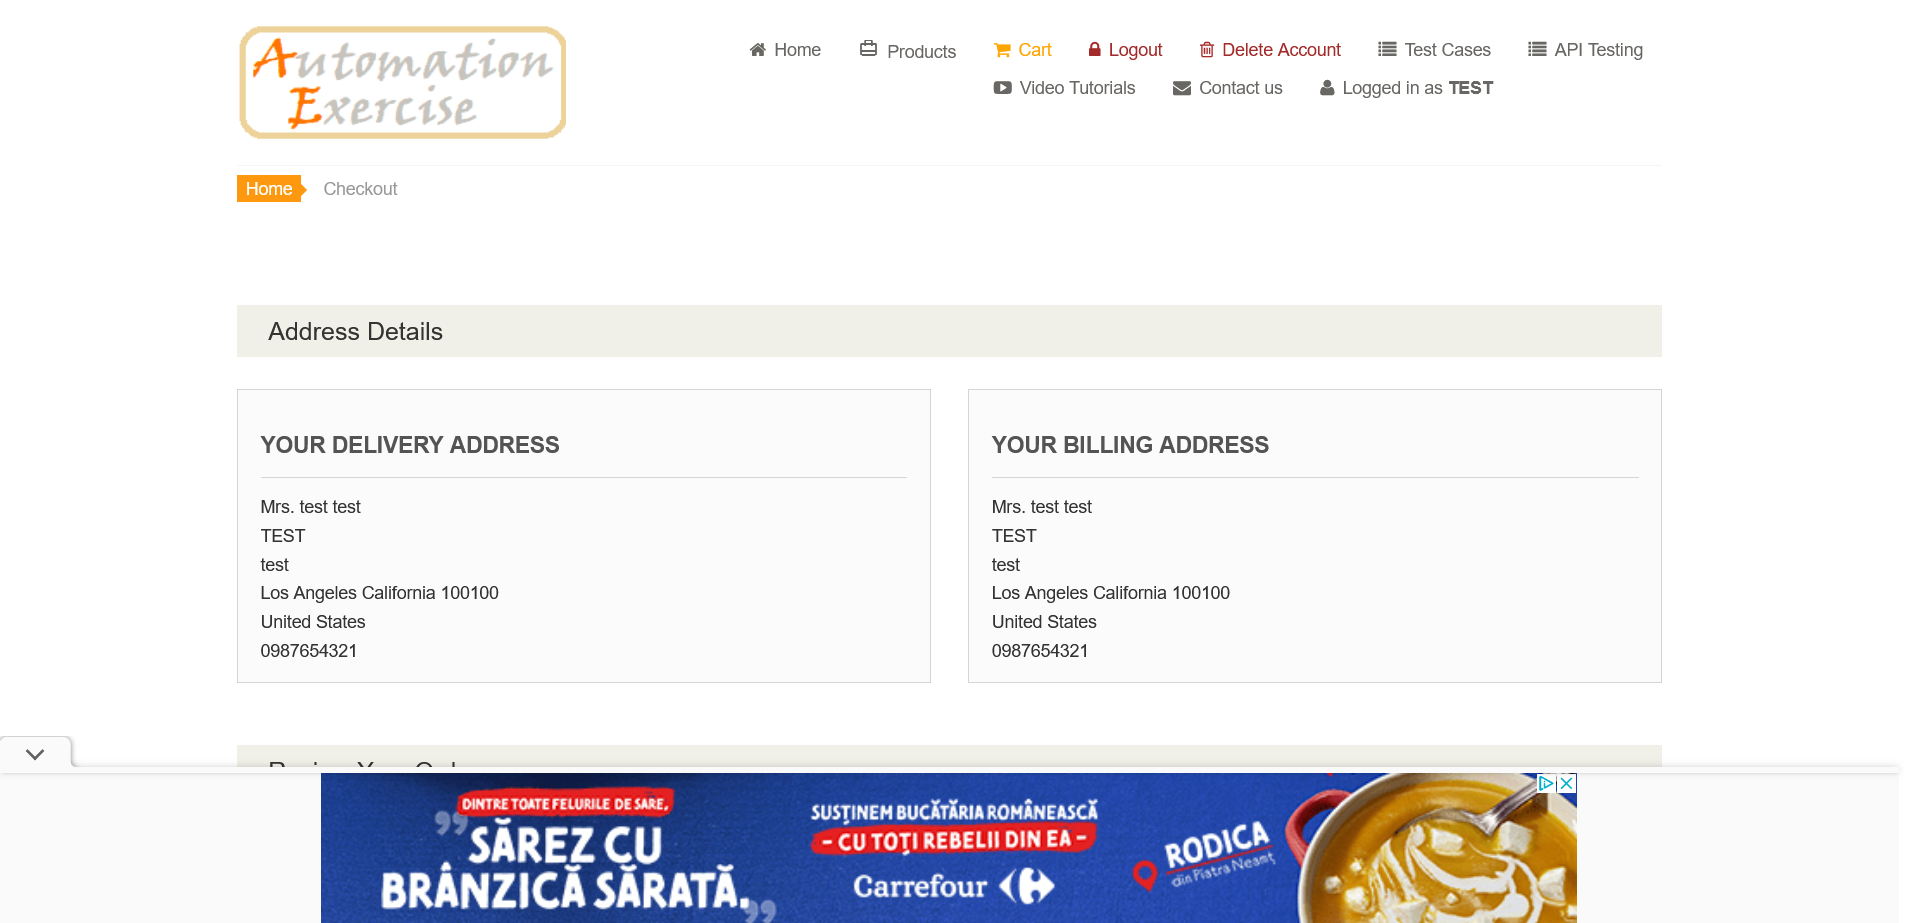 Automation
Exercise
Home
Products
Cart
Logout
Delete Account
Test Cases
API Testing
Video Tutorials
Contact us
Logged in as TEST
Home
Checkout
Address Details
YOUR DELIVERY ADDRESS
Mrs. test test
TEST
test
Los Angeles California 100100
United States
0987654321
YOUR BILLING ADDRESS
Mrs. test test
TEST
test
Los Angeles California 100100
United States
0987654321
DINTRE TOATE FELURILE DE SARE,
SĂREZ CU
BRÂNZICĂ SĂRATĂ.
SUSȚINEM BUCĂTĂRIA ROMÂNEASCĂ
- CU TOȚI REBELII DIN EA -
Carrefour
RODICA
din Piatra Neamț